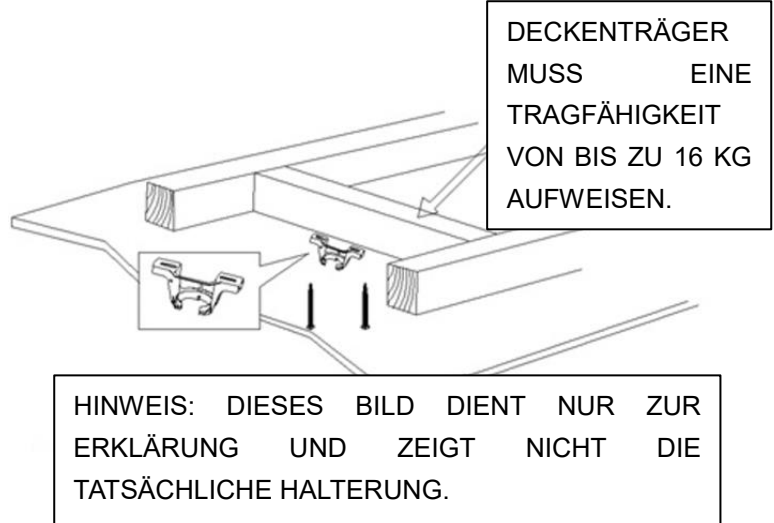 DECKENTRÄGER
MUSS EINE
TRAGFÄHIGKEIT
VON BIS ZU 16 KG
AUFWEISEN.
HINWEIS: DIESES BILD DIENT NUR ZUR
ERKLÄRUNG UND ZEIGT NICHT DIE
TATSÄCHLICHE HALTERUNG.